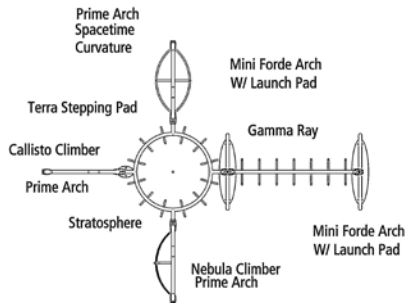 Prime Arch
Spacetime
Curvature
Mini Forde Arch
W/ Launch Pad
Terra Stepping Pad
Gamma Ray
Callisto Climber
Prime Arch
Stratosphere
Mini Forde Arch
W/ Launch Pad
Nebula Climber
Prime Arch